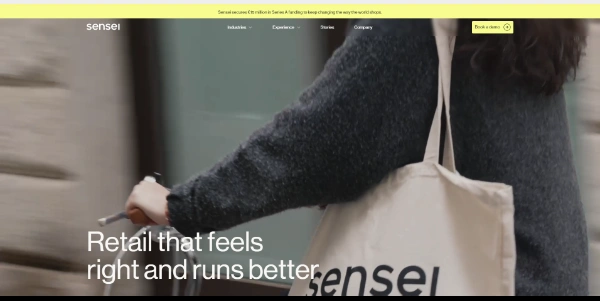 Sensei secures €15 million in Series A funding to keep changing the way the world shops.
sensei
Industries
Experience
Stories
Company
Book a demo
Retail that feels
right and runs better
sensei